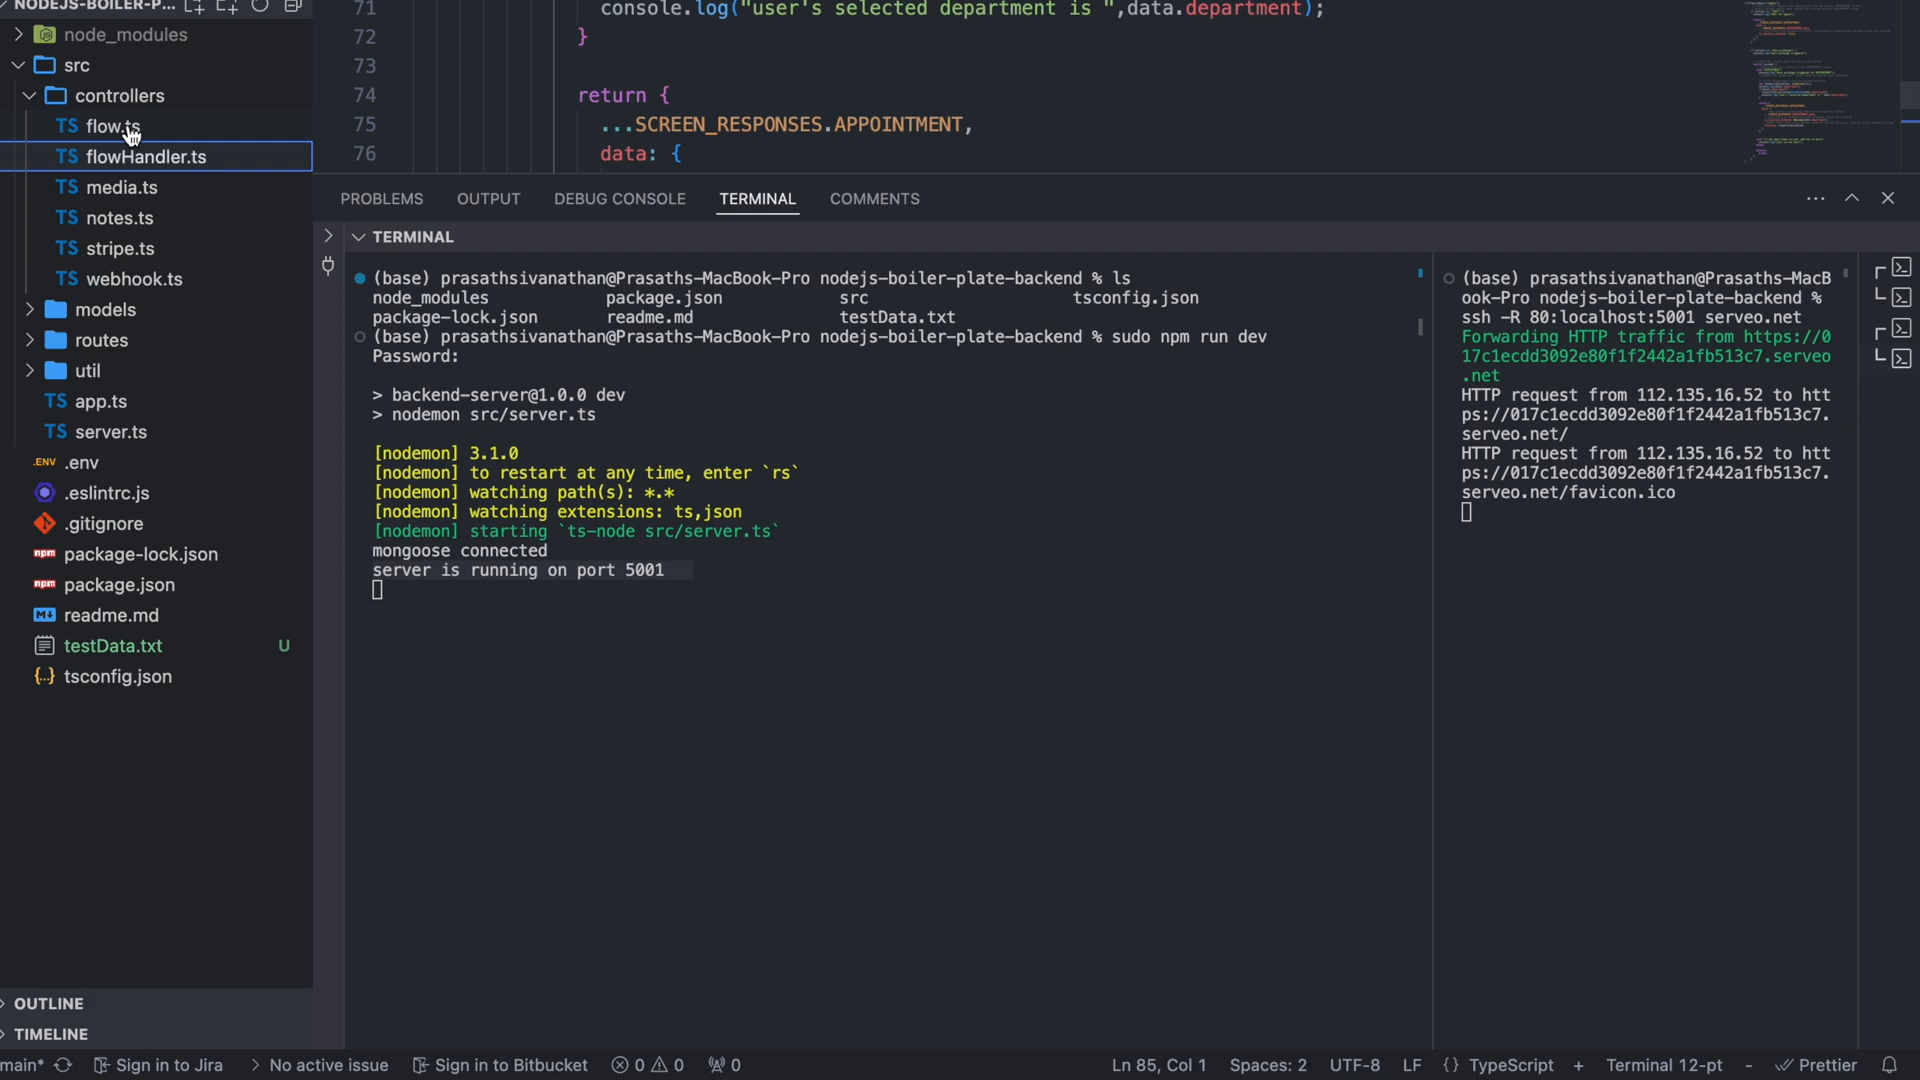 NODEJS-BOILER-P...
node_modules
src
controllers
TS flow.ts
TS flowHandler.ts
TS media.ts
TS notes.ts
TS stripe.ts
TS webhook.ts
models
routes
util
TS app.ts
TS server.ts
.ENV .env
.eslintrc.js
.gitignore
npm package-lock.json
npm package.json
M↓ readme.md
testData.txt U
{..} tsconfig.json
OUTLINE
TIMELINE
71 console.log("user's selected department is ",data.department);
72 }
73
74 return {
75 ...SCREEN_RESPONSES.APPOINTMENT,
76 data: {
PROBLEMS OUTPUT DEBUG CONSOLE TERMINAL COMMENTS
TERMINAL
(base) prasathsivanathan@Prasaths-MacBook-Pro nodejs-boiler-plate-backend % ls
node_modules package.json src tsconfig.json
package-lock.json readme.md testData.txt
(base) prasathsivanathan@Prasaths-MacBook-Pro nodejs-boiler-plate-backend % sudo npm run dev
Password:
> backend-server@1.0.0 dev
> nodemon src/server.ts
[nodemon] 3.1.0
[nodemon] to restart at any time, enter `rs`
[nodemon] watching path(s): *.*
[nodemon] watching extensions: ts,json
[nodemon] starting `ts-node src/server.ts`
mongoose connected
server is running on port 5001
(base) prasathsivanathan@Prasaths-MacB
ook-Pro nodejs-boiler-plate-backend %
ssh -R 80:localhost:5001 serveo.net
Forwarding HTTP traffic from https://0
17c1ecdd3092e80f1f2442a1fb513c7.serveo
.net
HTTP request from 112.135.16.52 to htt
ps://017c1ecdd3092e80f1f2442a1fb513c7.
serveo.net/
HTTP request from 112.135.16.52 to htt
ps://017c1ecdd3092e80f1f2442a1fb513c7.
serveo.net/favicon.ico
main* Sign in to Jira > No active issue Sign in to Bitbucket 0 0 0 Ln 85, Col 1 Spaces: 2 UTF-8 LF {} TypeScript + Terminal 12-pt - Prettier